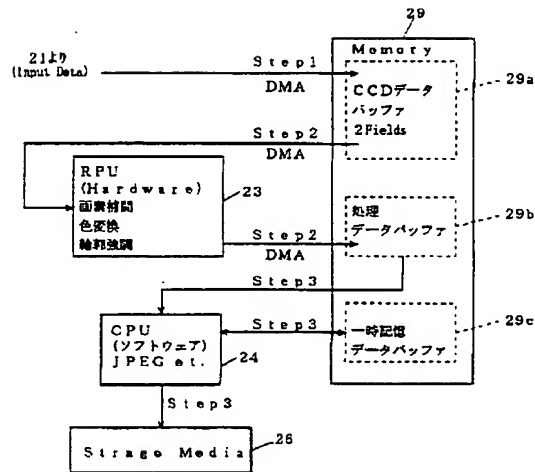 29
Memory
21より
(Input Data)
Step1
DMA
CCDデータ
バッファ
2Fields
29a
Step2
DMA
RPU
(Hardware)
画素補間
色変換
輪郭強調
23
Step2
DMA
処理
データバッファ
29b
Step3
CPU
(ソフトウェア)
JPEG et.
24
Step3
一時記憶
データバッファ
29c
Step3
Strage Media
26